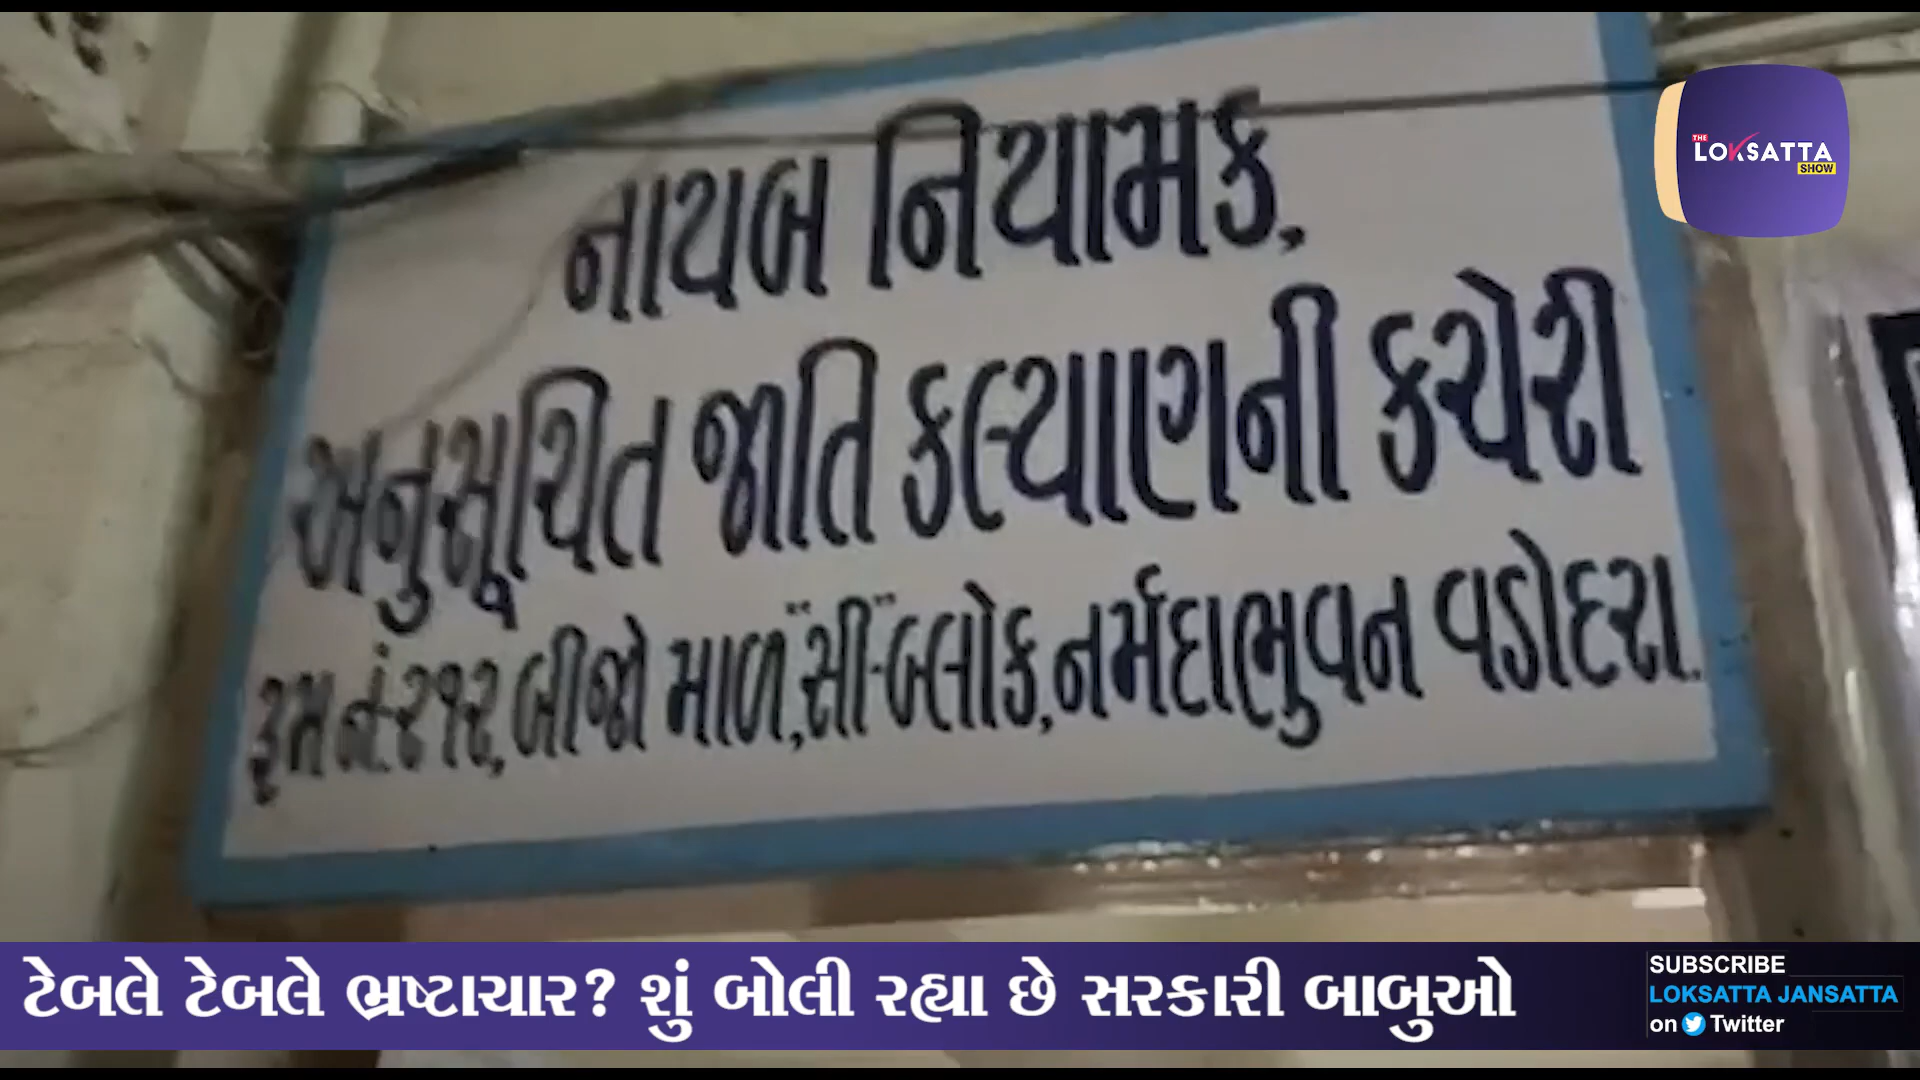 નાયબ નિયામક,
અનુસૂચિત જાતિ કલ્યાણની કચેરી
રૂમ નં-૨૧૨, બીજો માળ, "સી"-બ્લોક, નર્મદાભુવન વડોદરા.
THE
LOKSATTA
SHOW
ટેબલે ટેબલે ભ્રષ્ટાચાર? શું બોલી રહ્યા છે સરકારી બાબુઓ
SUBSCRIBE
LOKSATTA JANSATTA
on Twitter